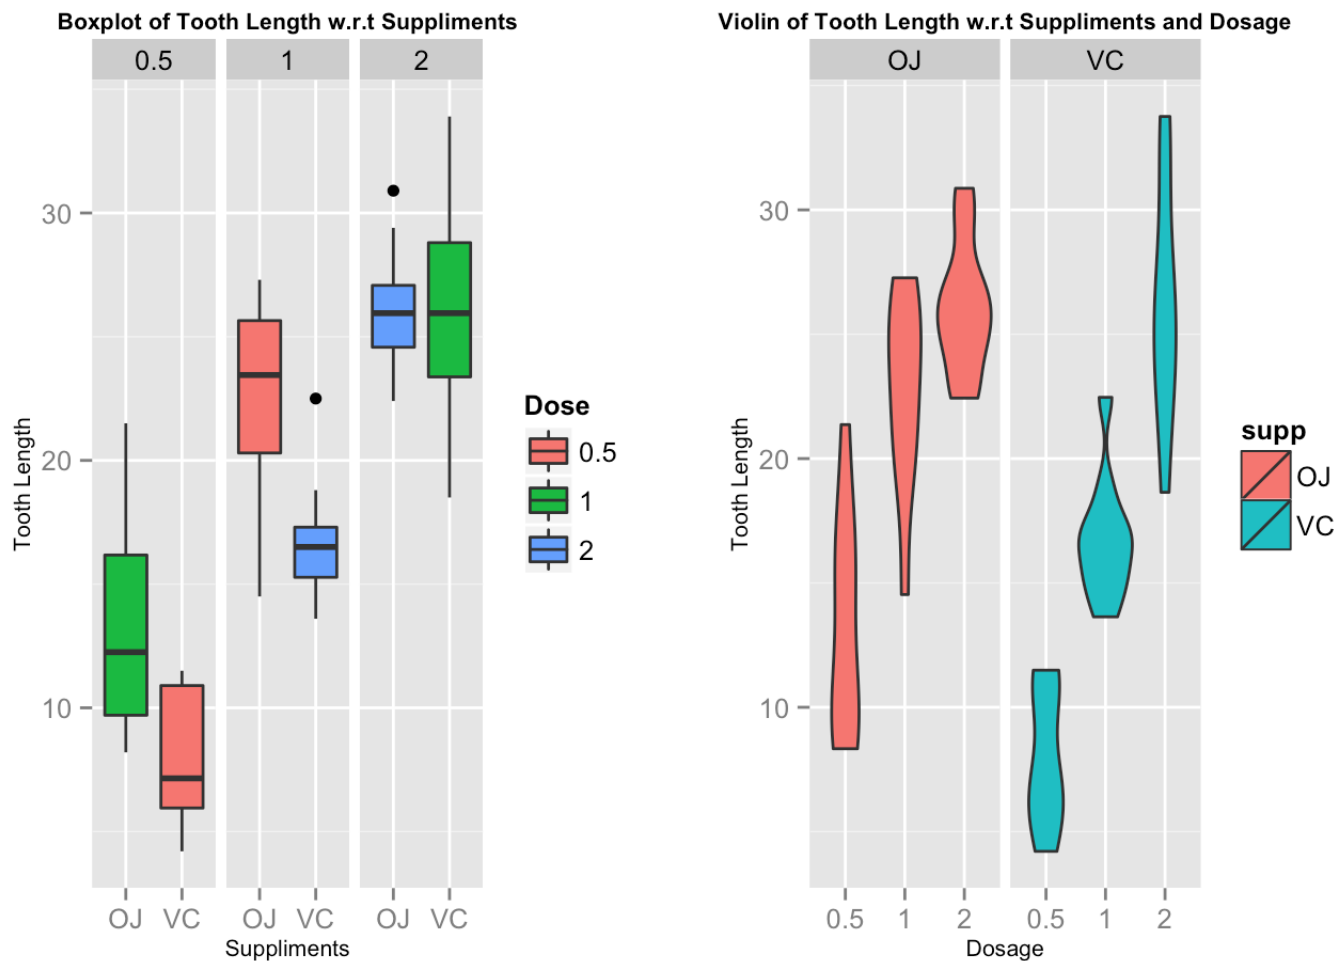 Boxplot of Tooth Length w.r.t Suppliments
0.5 1 2
30
20
10
Tooth Length
OJ VC OJ VC OJ VC
Suppliments
Dose
0.5
1
2
Violin of Tooth Length w.r.t Suppliments and Dosage
OJ VC
30
20
10
Tooth Length
0.5 1 2 0.5 1 2
Dosage
supp
OJ
VC